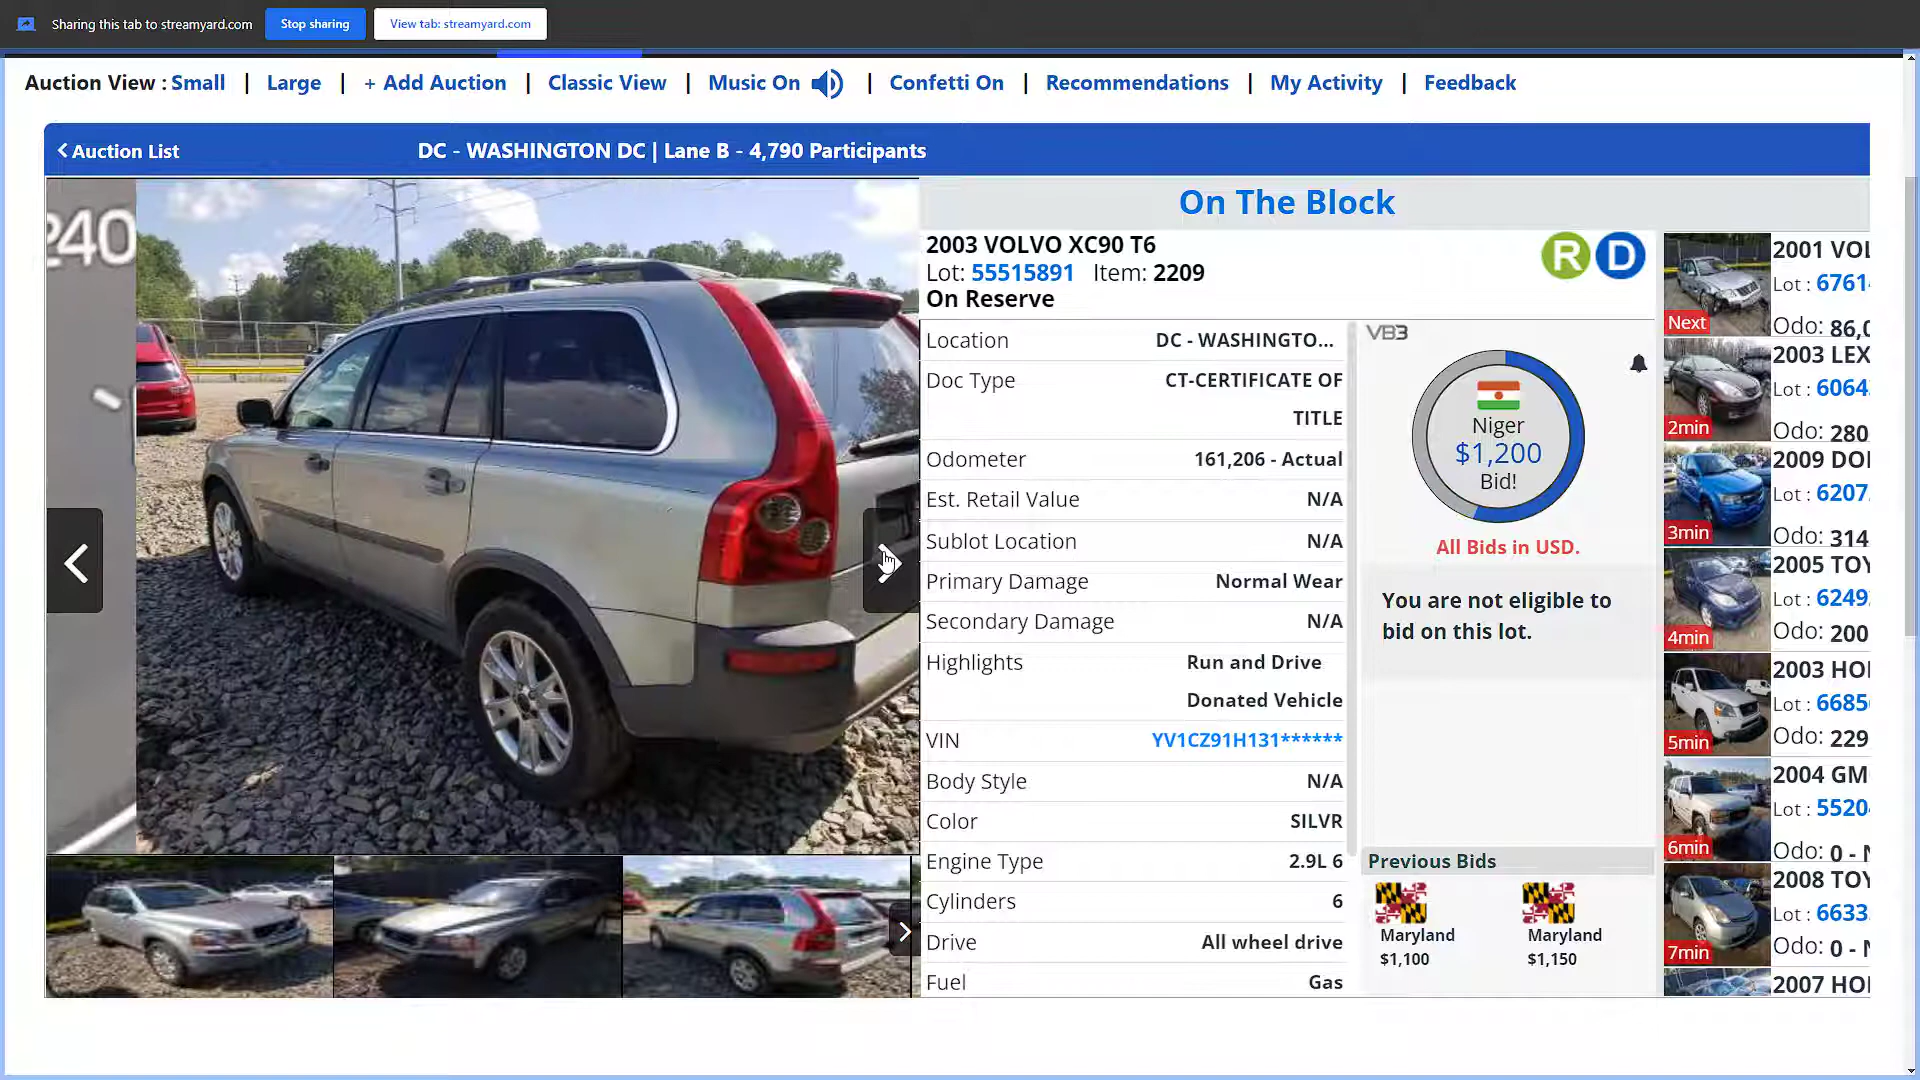 Sharing this tab to streamyard.com
Stop sharing
View tab: streamyard.com
Auction View : Small | Large | + Add Auction | Classic View | Music On | Confetti On | Recommendations | My Activity | Feedback
Auction List
DC - WASHINGTON DC | Lane B - 4,790 Participants
240
On The Block
2003 VOLVO XC90 T6
Lot: 55515891 Item: 2209
On Reserve
R D
Location DC - WASHINGTO...
Doc Type CT-CERTIFICATE OF
TITLE
Odometer 161,206 - Actual
Est. Retail Value N/A
Sublot Location N/A
Primary Damage Normal Wear
Secondary Damage N/A
Highlights Run and Drive
Donated Vehicle
VIN YV1CZ91H131******
Body Style N/A
Color SILVR
Engine Type 2.9L 6
Cylinders 6
Drive All wheel drive
Fuel Gas
VB3
Niger
$1,200
Bid!
All Bids in USD.
You are not eligible to
bid on this lot.
Previous Bids
Maryland Maryland
$1,100 $1,150
2001 VOL
Lot : 6761
Next
Odo: 86,0
2003 LEX
Lot : 6064
2min
Odo: 280
2009 DO
Lot : 6207
3min
Odo: 314
2005 TOY
Lot : 6249
4min
Odo: 200
2003 HO
Lot : 6685
5min
Odo: 229
2004 GM
Lot : 5520
6min
Odo: 0 - N
2008 TOY
Lot : 6633
7min
Odo: 0 - N
2007 HO